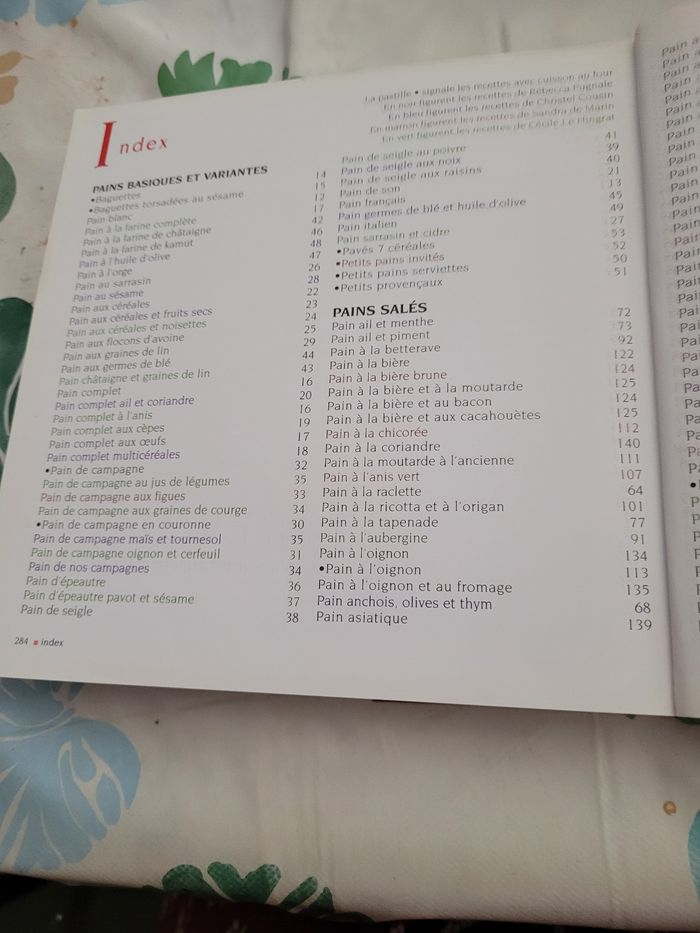 Index
La pastille • signale les recettes avec cuisson au four
En noir figurent les recettes de Rebecca Pugnale
En bleu figurent les recettes de Christel Cousin
En marron figurent les recettes de Sandra de Marin
En vert figurent les recettes de Cécile Le Hingrat
PAINS BASIQUES ET VARIANTES
•Baguettes 14
•Baguettes torsadées au sésame 15
Pain blanc 12
Pain à la farine complète 17
Pain à la farine de châtaigne 42
Pain à la farine de kamut 46
Pain à l'huile d'olive 48
Pain à l'orge 47
Pain au sarrasin 26
Pain au sésame 28
Pain aux céréales 22
Pain aux céréales et fruits secs 23
Pain aux céréales et noisettes 24
Pain aux flocons d'avoine 25
Pain aux graines de lin 29
Pain aux germes de blé 44
Pain châtaigne et graines de lin 43
Pain complet 16
Pain complet ail et coriandre 20
Pain complet à l'anis 16
Pain complet aux cèpes 19
Pain complet aux œufs 17
Pain complet multicéréales 18
•Pain de campagne 32
Pain de campagne au jus de légumes 35
Pain de campagne aux figues 33
Pain de campagne aux graines de courge 34
•Pain de campagne en couronne 30
Pain de campagne maïs et tournesol 35
Pain de campagne oignon et cerfeuil 31
Pain de nos campagnes 34
Pain d'épeautre 36
Pain d'épeautre pavot et sésame 37
Pain de seigle 38
Pain de seigle au poivre 41
Pain de seigle aux noix 39
Pain de seigle aux raisins 40
Pain de son 21
Pain français 13
Pain germes de blé et huile d'olive 45
Pain italien 49
Pain sarrasin et cidre 27
•Pavés 7 céréales 53
•Petits pains invités 52
•Petits pains serviettes 50
•Petits provençaux 51
PAINS SALÉS
Pain ail et menthe 72
Pain ail et piment 73
Pain à la betterave 92
Pain à la bière 122
Pain à la bière brune 124
Pain à la bière et à la moutarde 125
Pain à la bière et au bacon 124
Pain à la bière et aux cacahouètes 125
Pain à la chicorée 112
Pain à la coriandre 140
Pain à la moutarde à l'ancienne 111
Pain à l'anis vert 107
Pain à la raclette 64
Pain à la ricotta et à l'origan 101
Pain à la tapenade 77
Pain à l'aubergine 91
Pain à l'oignon 134
•Pain à l'oignon 113
Pain à l'oignon et au fromage 135
Pain anchois, olives et thym 68
Pain asiatique 139
284 ▪ index